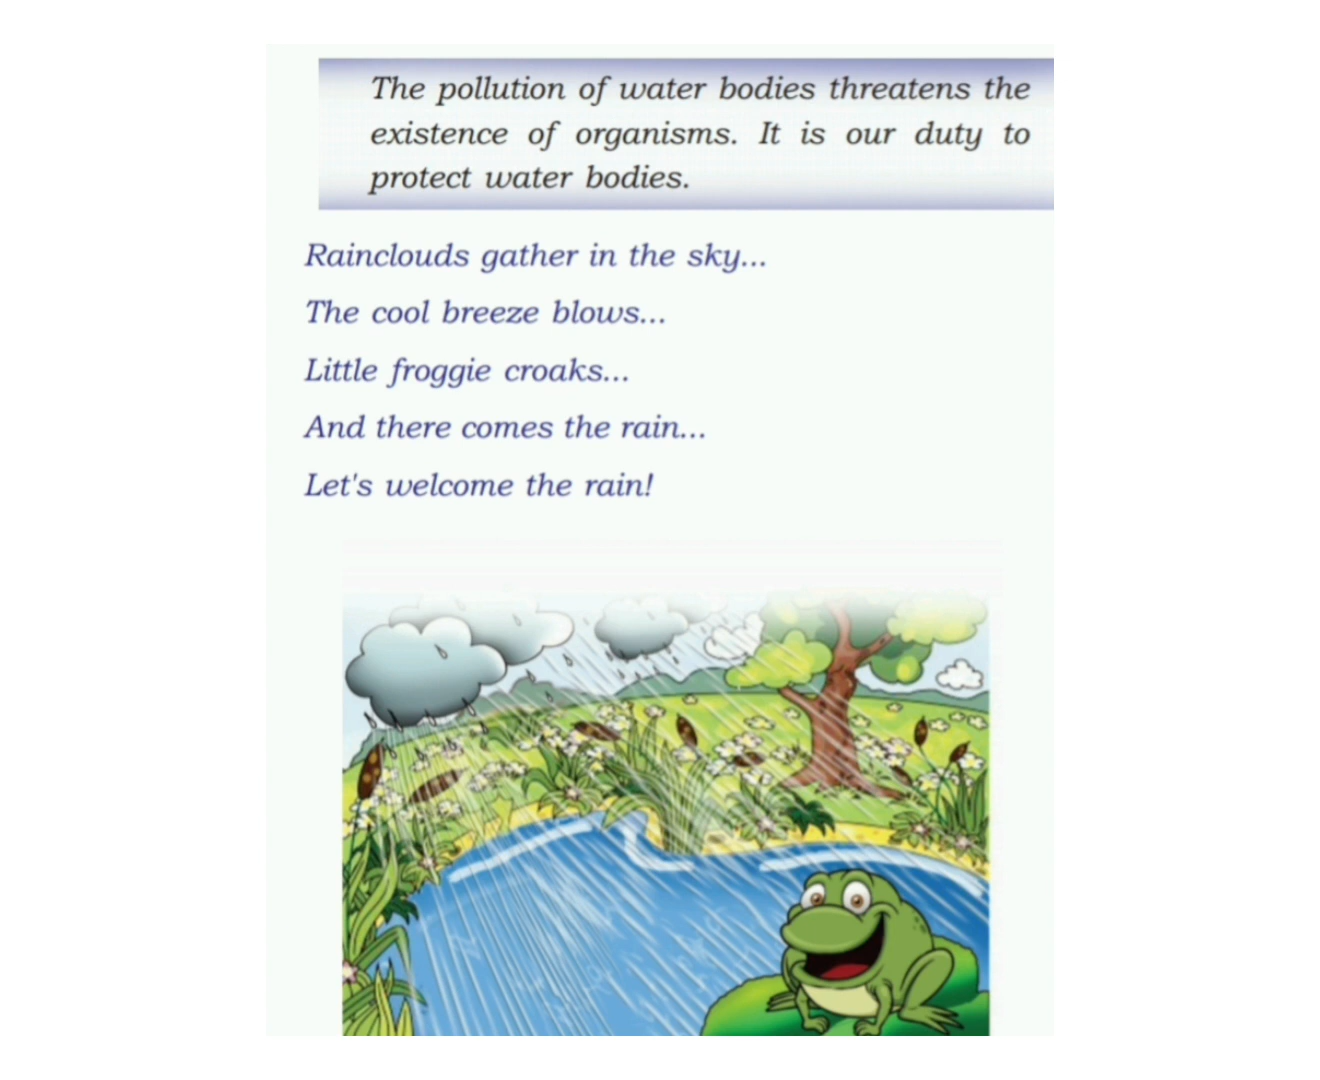 The pollution of water bodies threatens the
existence of organisms. It is our duty to
protect water bodies.
Rainclouds gather in the sky...
The cool breeze blows...
Little froggie croaks...
And there comes the rain...
Let's welcome the rain!